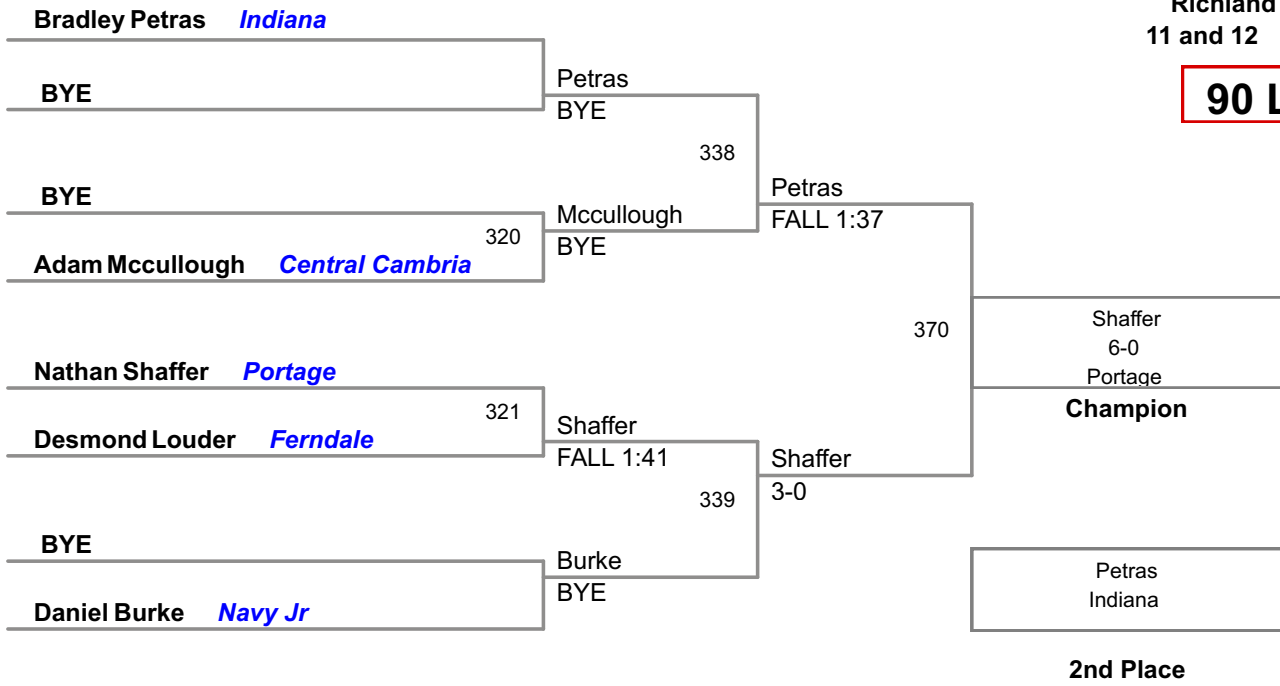 Richland
11 and 12
90 L
Bradley Petras Indiana
BYE
Petras
BYE
338
BYE
320
Adam Mccullough Central Cambria
Mccullough
BYE
Petras
FALL 1:37
370
Shaffer
6-0
Portage
Champion
Nathan Shaffer Portage
321
Desmond Louder Ferndale
Shaffer
FALL 1:41
339
Shaffer
3-0
BYE
Daniel Burke Navy Jr
Burke
BYE
Petras
Indiana
2nd Place